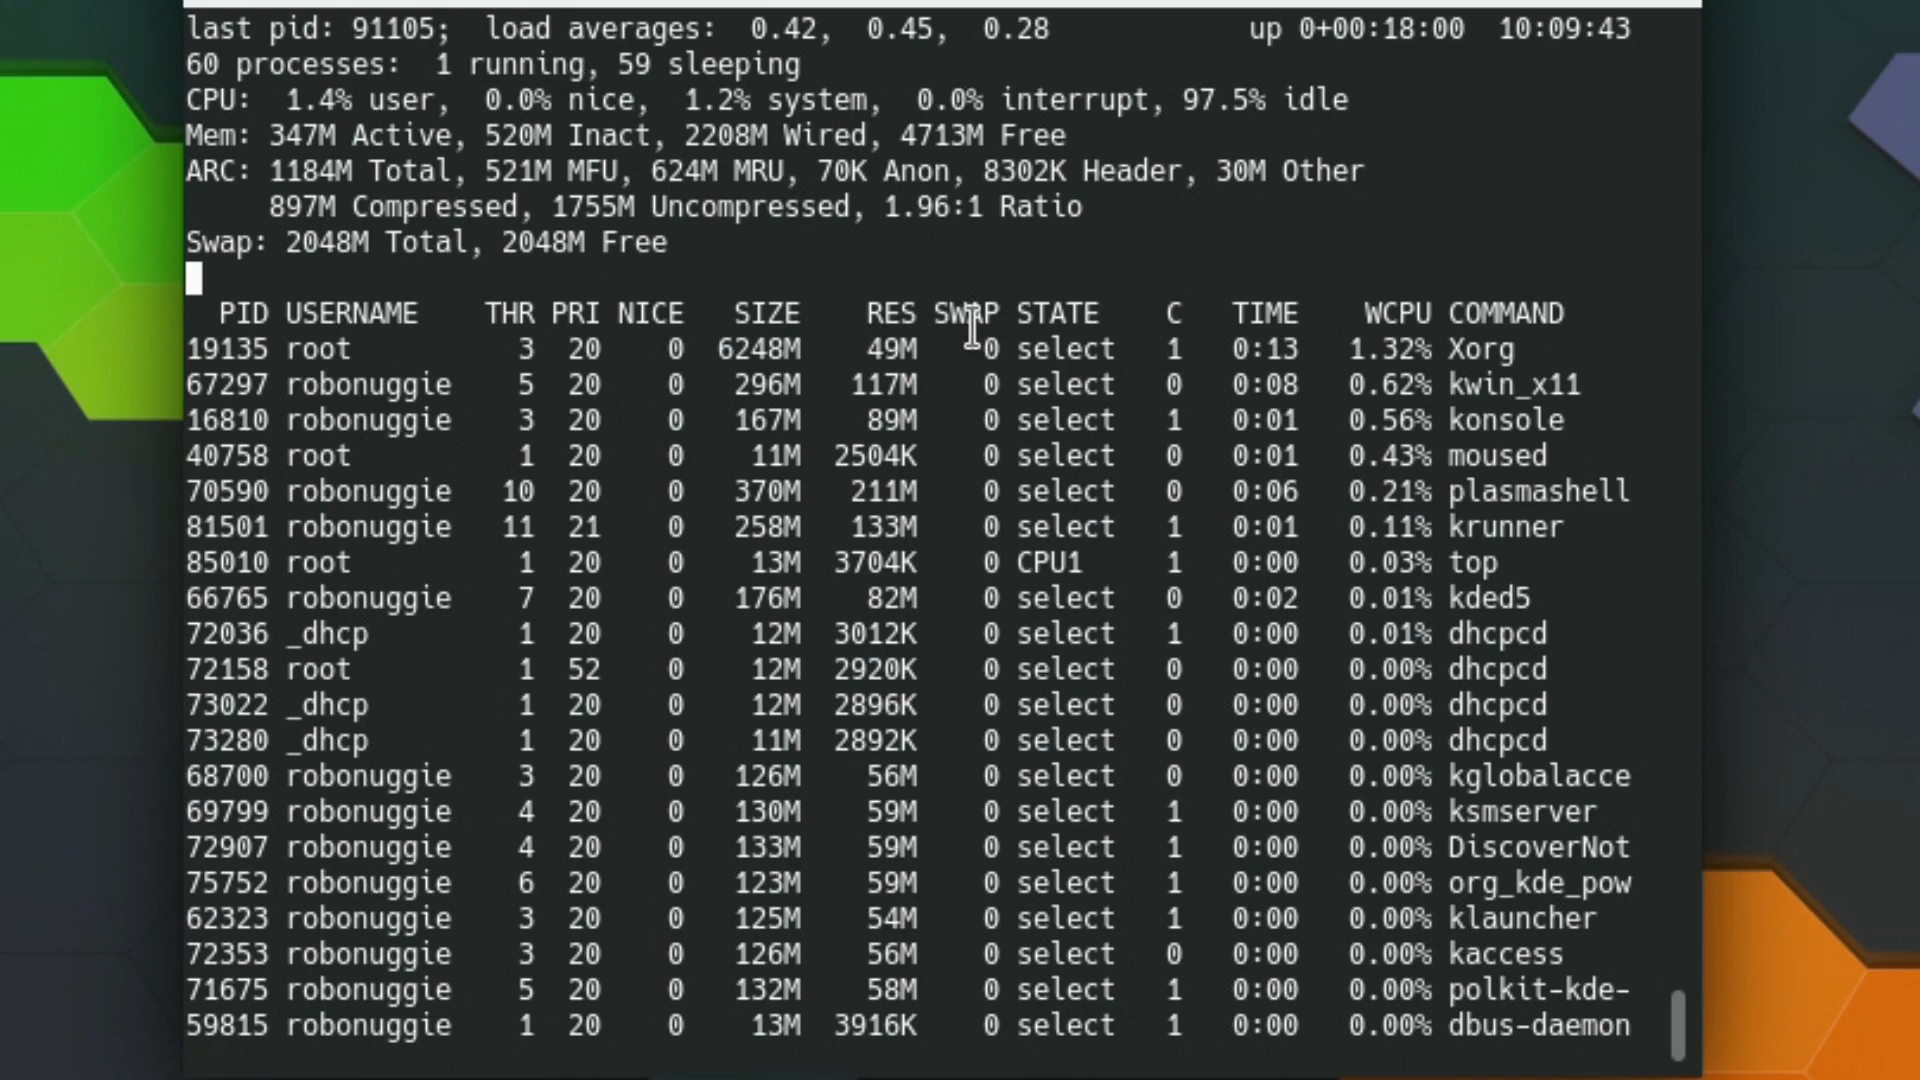 last pid: 91105;  load averages:  0.42,  0.45,  0.28            up 0+00:18:00  10:09:43
60 processes:  1 running, 59 sleeping
CPU:  1.4% user,  0.0% nice,  1.2% system,  0.0% interrupt, 97.5% idle
Mem: 347M Active, 520M Inact, 2208M Wired, 4713M Free
ARC: 1184M Total, 521M MFU, 624M MRU, 70K Anon, 8302K Header, 30M Other
     897M Compressed, 1755M Uncompressed, 1.96:1 Ratio
Swap: 2048M Total, 2048M Free
  PID USERNAME    THR PRI NICE   SIZE    RES SWAP STATE    C   TIME    WCPU COMMAND
19135 root          3  20    0  6248M    49M    0 select   1   0:13   1.32% Xorg
67297 robonuggie    5  20    0   296M   117M    0 select   0   0:08   0.62% kwin_x11
16810 robonuggie    3  20    0   167M    89M    0 select   1   0:01   0.56% konsole
40758 root          1  20    0    11M  2504K    0 select   0   0:01   0.43% moused
70590 robonuggie   10  20    0   370M   211M    0 select   0   0:06   0.21% plasmashell
81501 robonuggie   11  21    0   258M   133M    0 select   1   0:01   0.11% krunner
85010 root          1  20    0    13M  3704K    0 CPU1     1   0:00   0.03% top
66765 robonuggie    7  20    0   176M    82M    0 select   0   0:02   0.01% kded5
72036 _dhcp         1  20    0    12M  3012K    0 select   1   0:00   0.01% dhcpcd
72158 root          1  52    0    12M  2920K    0 select   0   0:00   0.00% dhcpcd
73022 _dhcp         1  20    0    12M  2896K    0 select   0   0:00   0.00% dhcpcd
73280 _dhcp         1  20    0    11M  2892K    0 select   0   0:00   0.00% dhcpcd
68700 robonuggie    3  20    0   126M    56M    0 select   0   0:00   0.00% kglobalacce
69799 robonuggie    4  20    0   130M    59M    0 select   1   0:00   0.00% ksmserver
72907 robonuggie    4  20    0   133M    59M    0 select   1   0:00   0.00% DiscoverNot
75752 robonuggie    6  20    0   123M    59M    0 select   1   0:00   0.00% org_kde_pow
62323 robonuggie    3  20    0   125M    54M    0 select   1   0:00   0.00% klauncher
72353 robonuggie    3  20    0   126M    56M    0 select   0   0:00   0.00% kaccess
71675 robonuggie    5  20    0   132M    58M    0 select   1   0:00   0.00% polkit-kde-
59815 robonuggie    1  20    0    13M  3916K    0 select   1   0:00   0.00% dbus-daemon